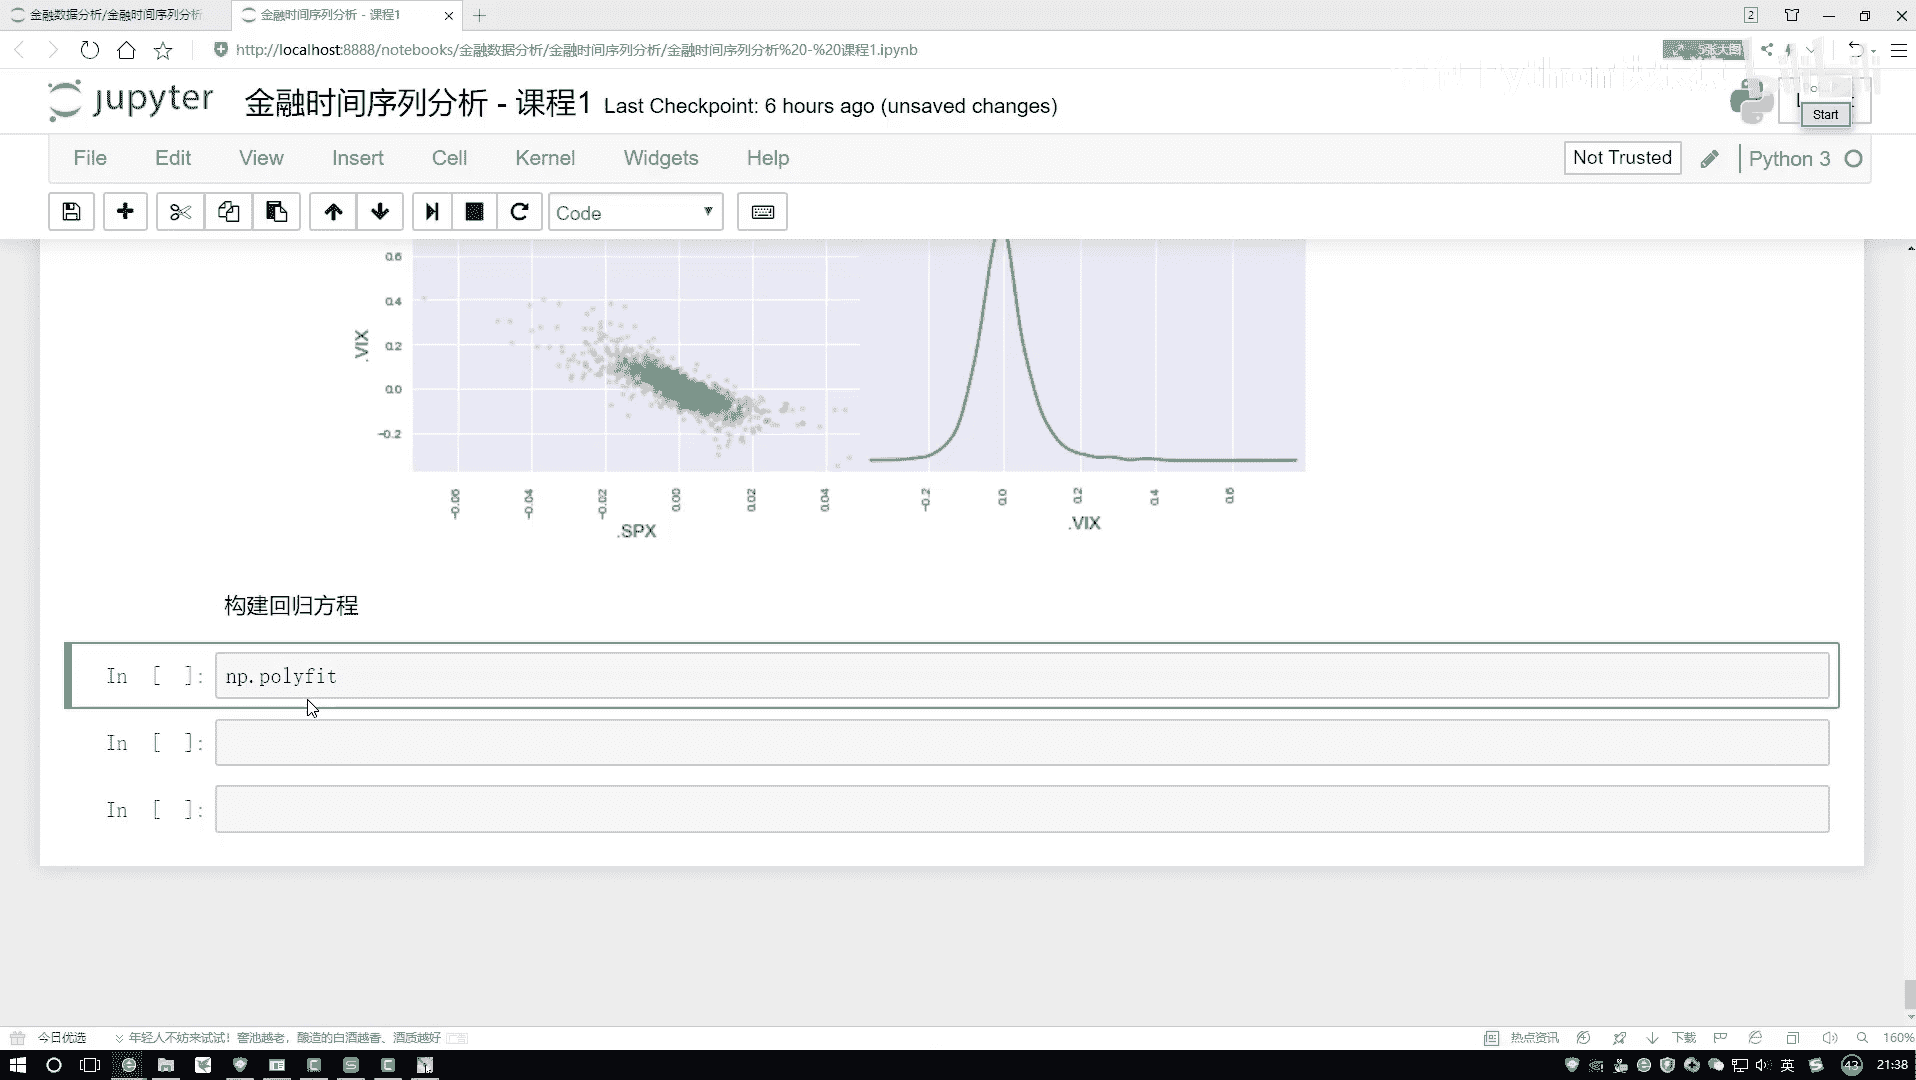 金融数据分析/金融时间序列分析
金融时间序列分析 - 课程1
2
http://localhost:8888/notebooks/金融数据分析/金融时间序列分析/金融时间序列分析%20-%20课程1.ipynb
5张大图
jupyter
金融时间序列分析 - 课程1
Last Checkpoint: 6 hours ago (unsaved changes)
Start
File Edit View Insert Cell Kernel Widgets Help
Not Trusted
Python 3
Code
0.6
0.4
0.2
0.0
-0.2
.VIX
-0.06 -0.04 -0.02 0.00 0.02 0.04
.SPX
-0.2 0.0 0.2 0.4 0.6
.VIX
构建回归方程
In [ ]: np.polyfit
In [ ]:
In [ ]:
今日优选
年轻人不妨来试试！窖池越老，酿造的白酒越香、酒质越好
热点资讯
下载
160%
英
43
21:38